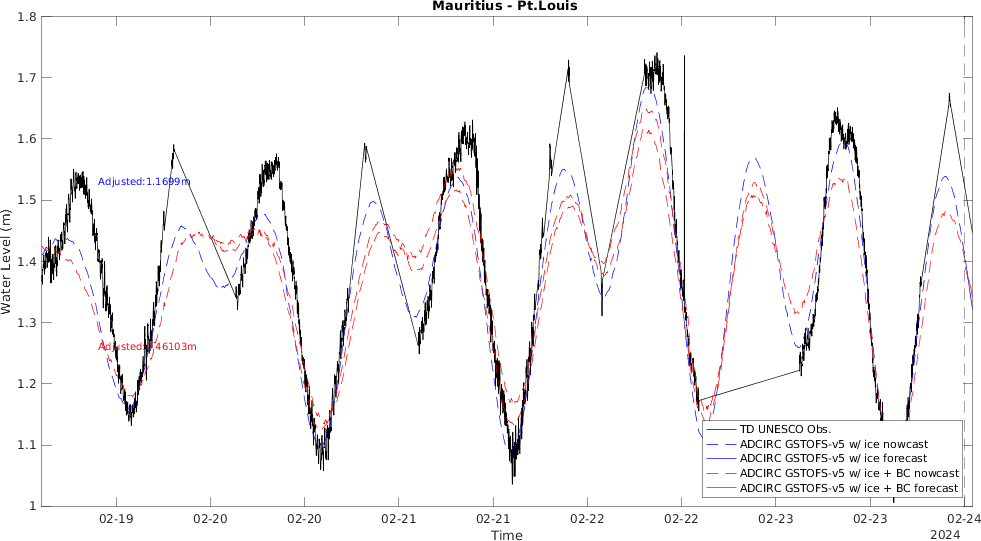 Mauritius - Pt.Louis
Water Level (m)
1.8
1.7
1.6
1.5
1.4
1.3
1.2
1.1
1
Adjusted:1.1699m
TD UNESCO Obs.
ADCIRC GSTOFS-v5 w/ ice nowcast
ADCIRC GSTOFS-v5 w/ ice forecast
ADCIRC GSTOFS-v5 w/ ice + BC nowcast
ADCIRC GSTOFS-v5 w/ ice + BC forecast
02-19 02-20 02-20 02-21 02-21 02-22 02-22 02-23 02-23 02-24
2024
Time